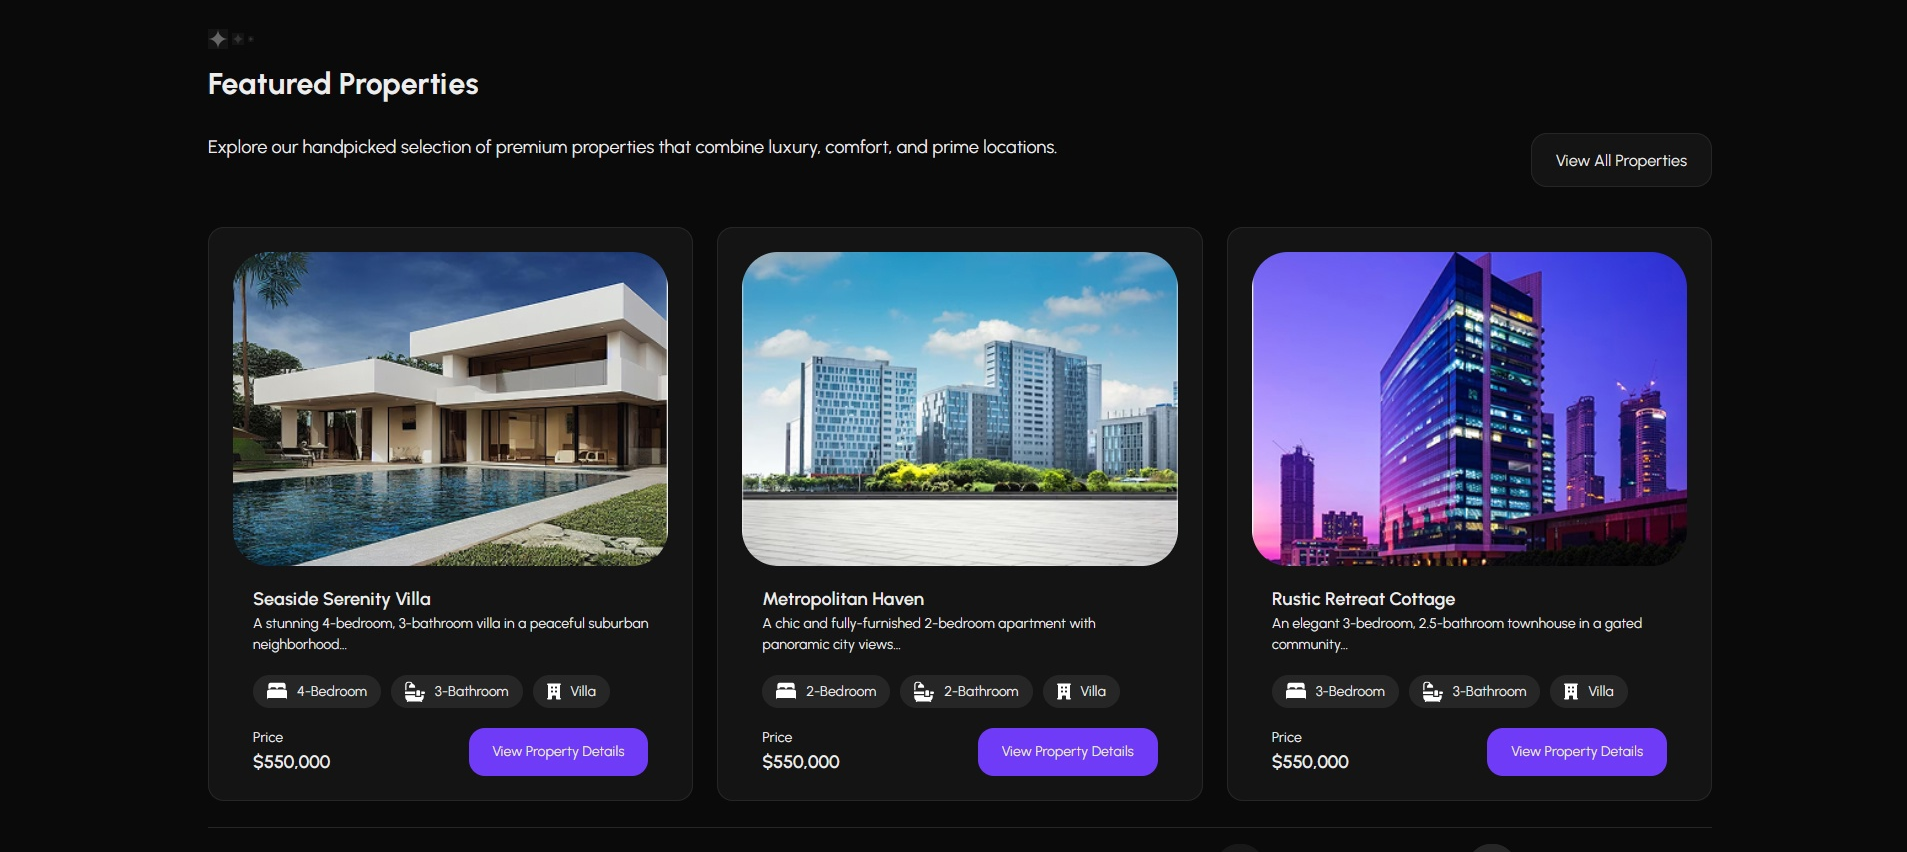 Featured Properties
Explore our handpicked selection of premium properties that combine luxury, comfort, and prime locations.
View All Properties
Seaside Serenity Villa
A stunning 4-bedroom, 3-bathroom villa in a peaceful suburban
neighborhood...
4-Bedroom
3-Bathroom
Villa
Price
$550,000
View Property Details
Metropolitan Haven
A chic and fully-furnished 2-bedroom apartment with
panoramic city views...
2-Bedroom
2-Bathroom
Villa
Price
$550,000
View Property Details
Rustic Retreat Cottage
An elegant 3-bedroom, 2.5-bathroom townhouse in a gated
community...
3-Bedroom
3-Bathroom
Villa
Price
$550,000
View Property Details